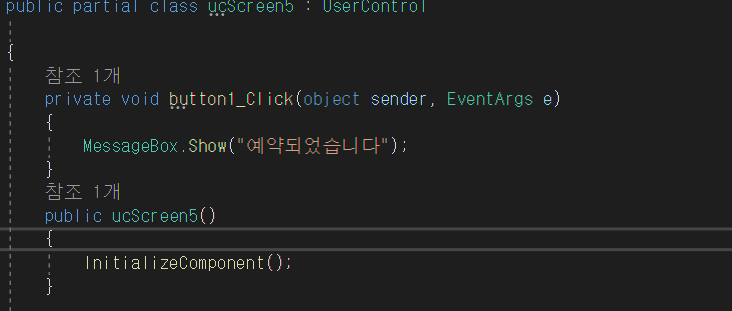 public partial class ucScreen5 : UserControl
{
참조 1개
private void button1_Click(object sender, EventArgs e)
{
MessageBox.Show("예약되었습니다");
}
참조 1개
public ucScreen5()
{
InitializeComponent();
}